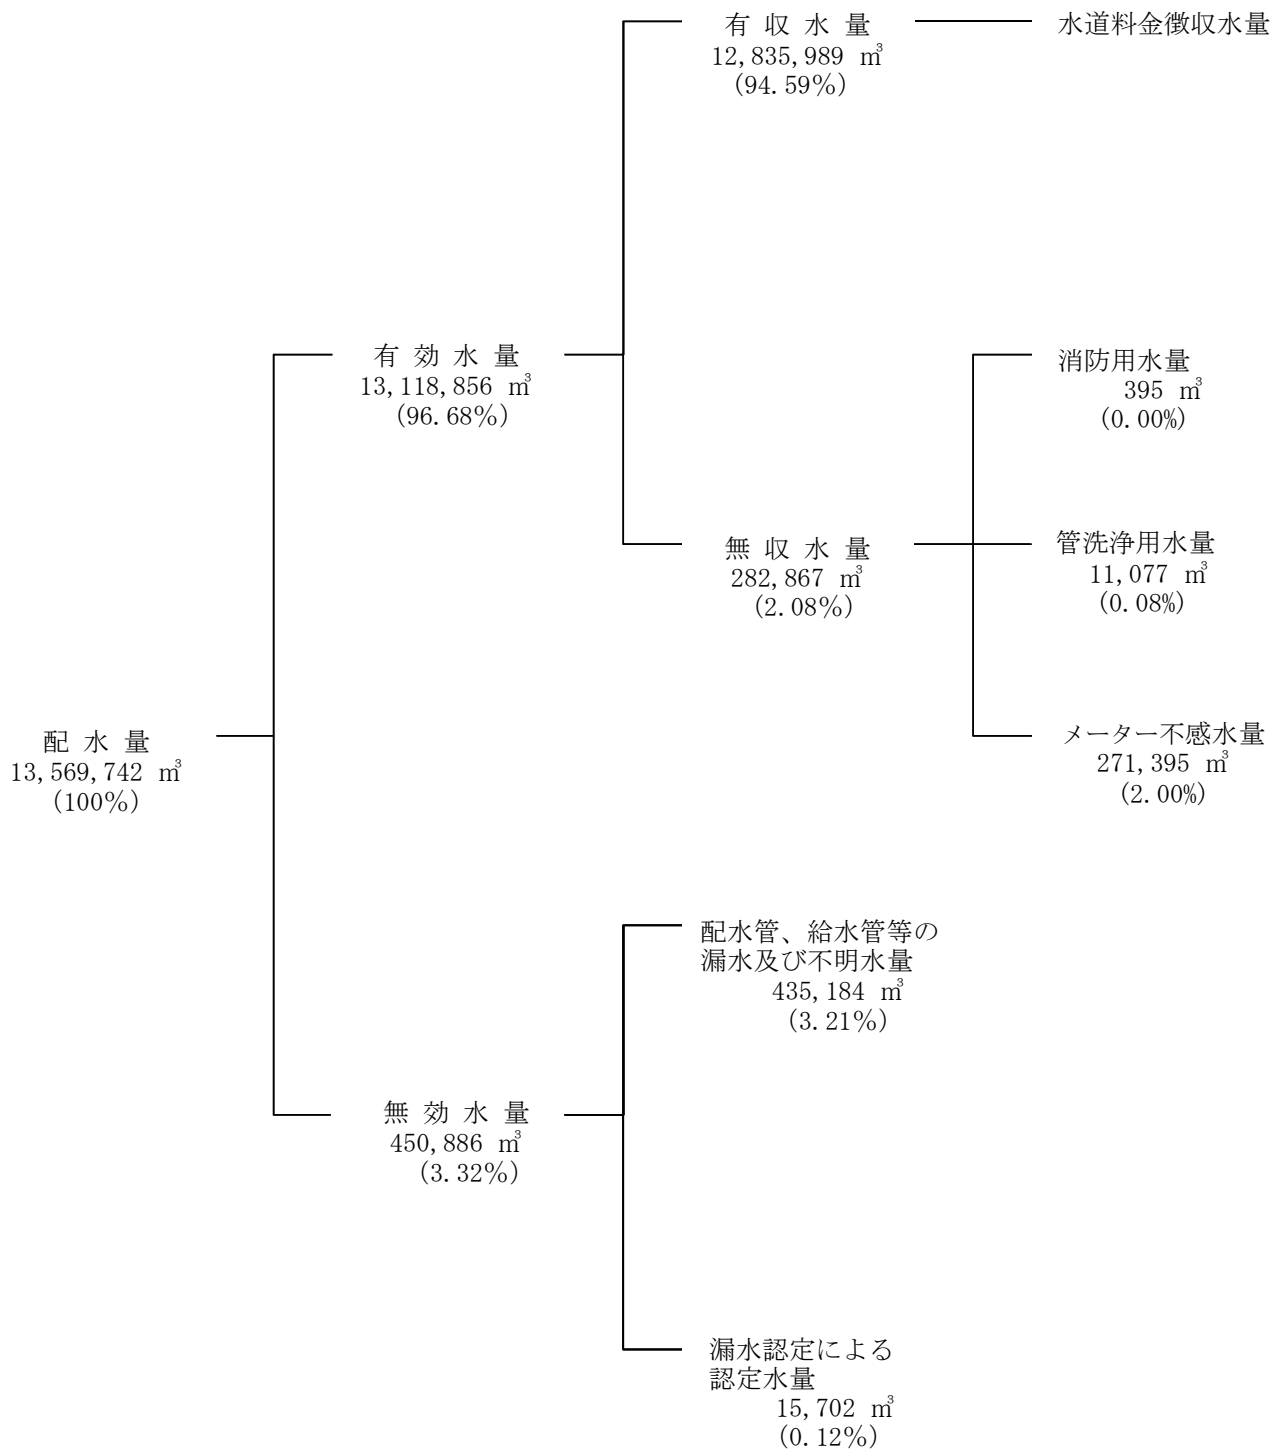 有収水量
12,835,989 ㎥
(94.59%)
水道料金徴収水量
有効水量
13,118,856 ㎥
(96.68%)
消防用水量
395 ㎥
(0.00%)
無収水量
282,867 ㎥
(2.08%)
管洗浄用水量
11,077 ㎥
(0.08%)
配水量
13,569,742 ㎥
(100%)
メーター不感水量
271,395 ㎥
(2.00%)
配水管、給水管等の
漏水及び不明水量
435,184 ㎥
(3.21%)
無効水量
450,886 ㎥
(3.32%)
漏水認定による
認定水量
15,702 ㎥
(0.12%)